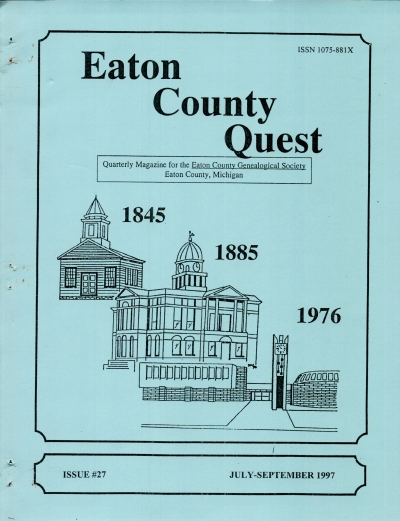 ISSN 1075-881X
Eaton
County
Quest
Quarterly Magazine for the Eaton County Genealogical Society
Eaton County, Michigan
1845
1885
1976
ISSUE #27
JULY-SEPTEMBER 1997